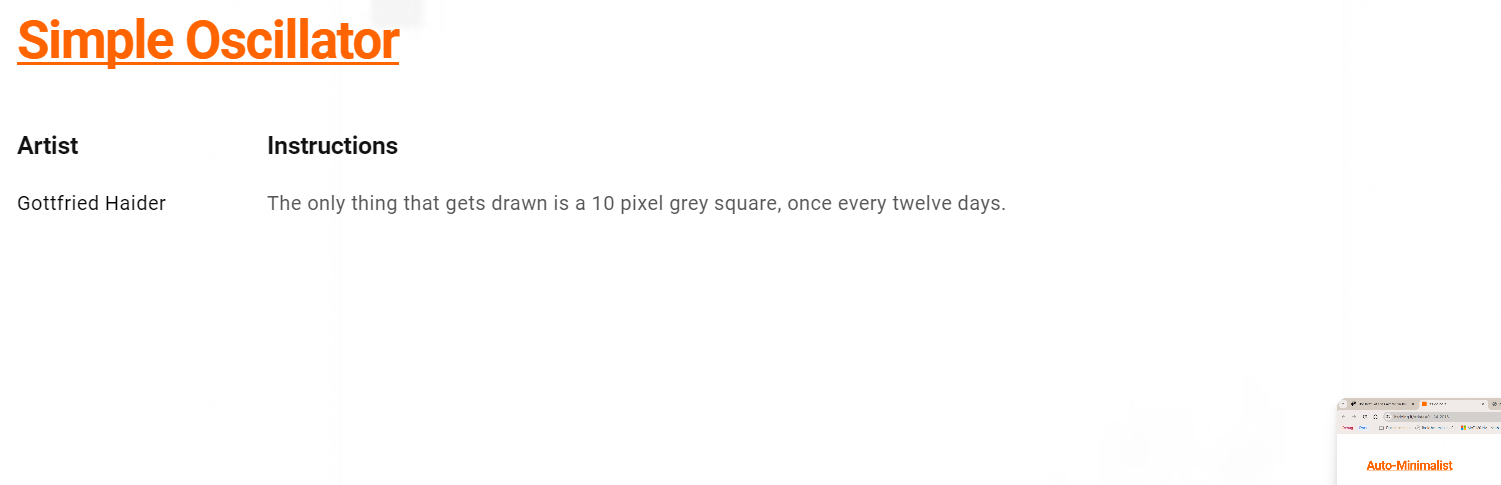 Simple Oscillator
Artist
Instructions
Gottfried Haider
The only thing that gets drawn is a 10 pixel grey square, once every twelve days.
Auto-Minimalist